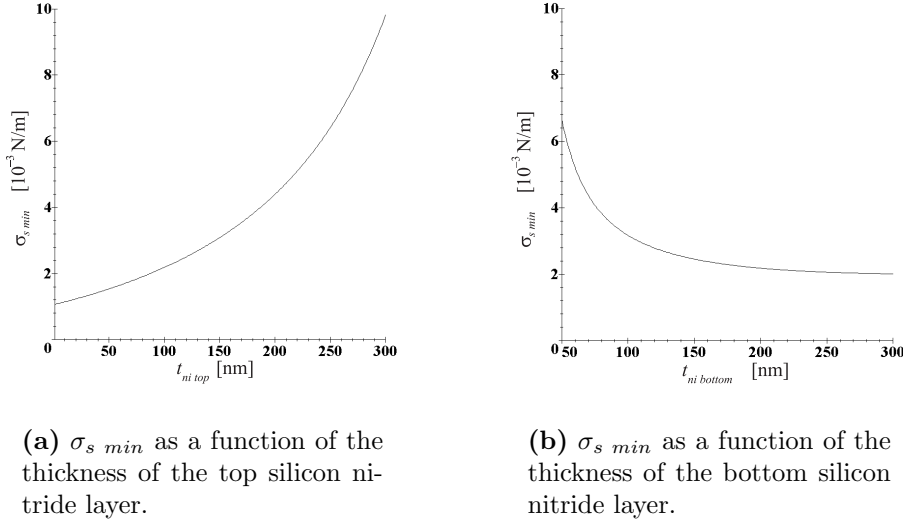 10
8
6
4
2
0
σs min [10−3 N/m]
0 50 100 150 200 250 300
tni top [nm]
10
8
6
4
2
0
σs min [10−3 N/m]
50 100 150 200 250 300
tni bottom [nm]
(a) σs min as a function of the
thickness of the top silicon ni-
tride layer.
(b) σs min as a function of the
thickness of the bottom silicon
nitride layer.